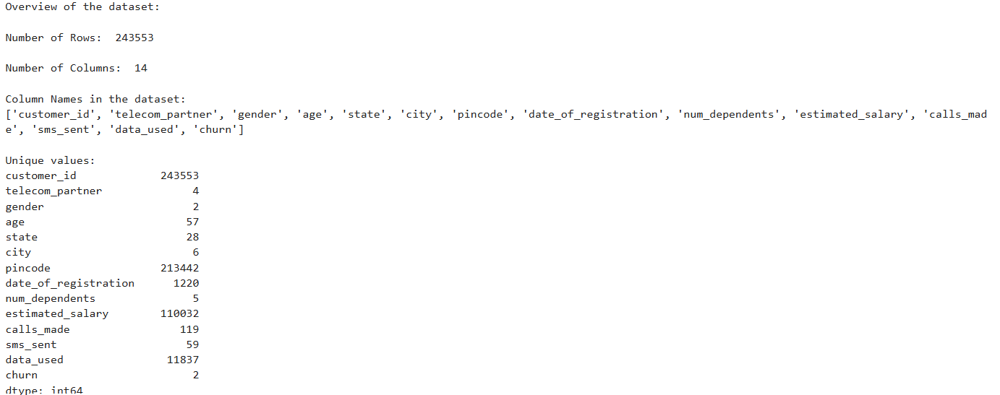 Overview of the dataset:
Number of Rows:  243553
Number of Columns:  14
Column Names in the dataset:
['customer_id', 'telecom_partner', 'gender', 'age', 'state', 'city', 'pincode', 'date_of_registration', 'num_dependents', 'estimated_salary', 'calls_mad
e', 'sms_sent', 'data_used', 'churn']
Unique values:
customer_id             243553
telecom_partner              4
gender                       2
age                         57
state                       28
city                         6
pincode                 213442
date_of_registration      1220
num_dependents               5
estimated_salary        110032
calls_made                 119
sms_sent                    59
data_used                11837
churn                        2
dtype: int64